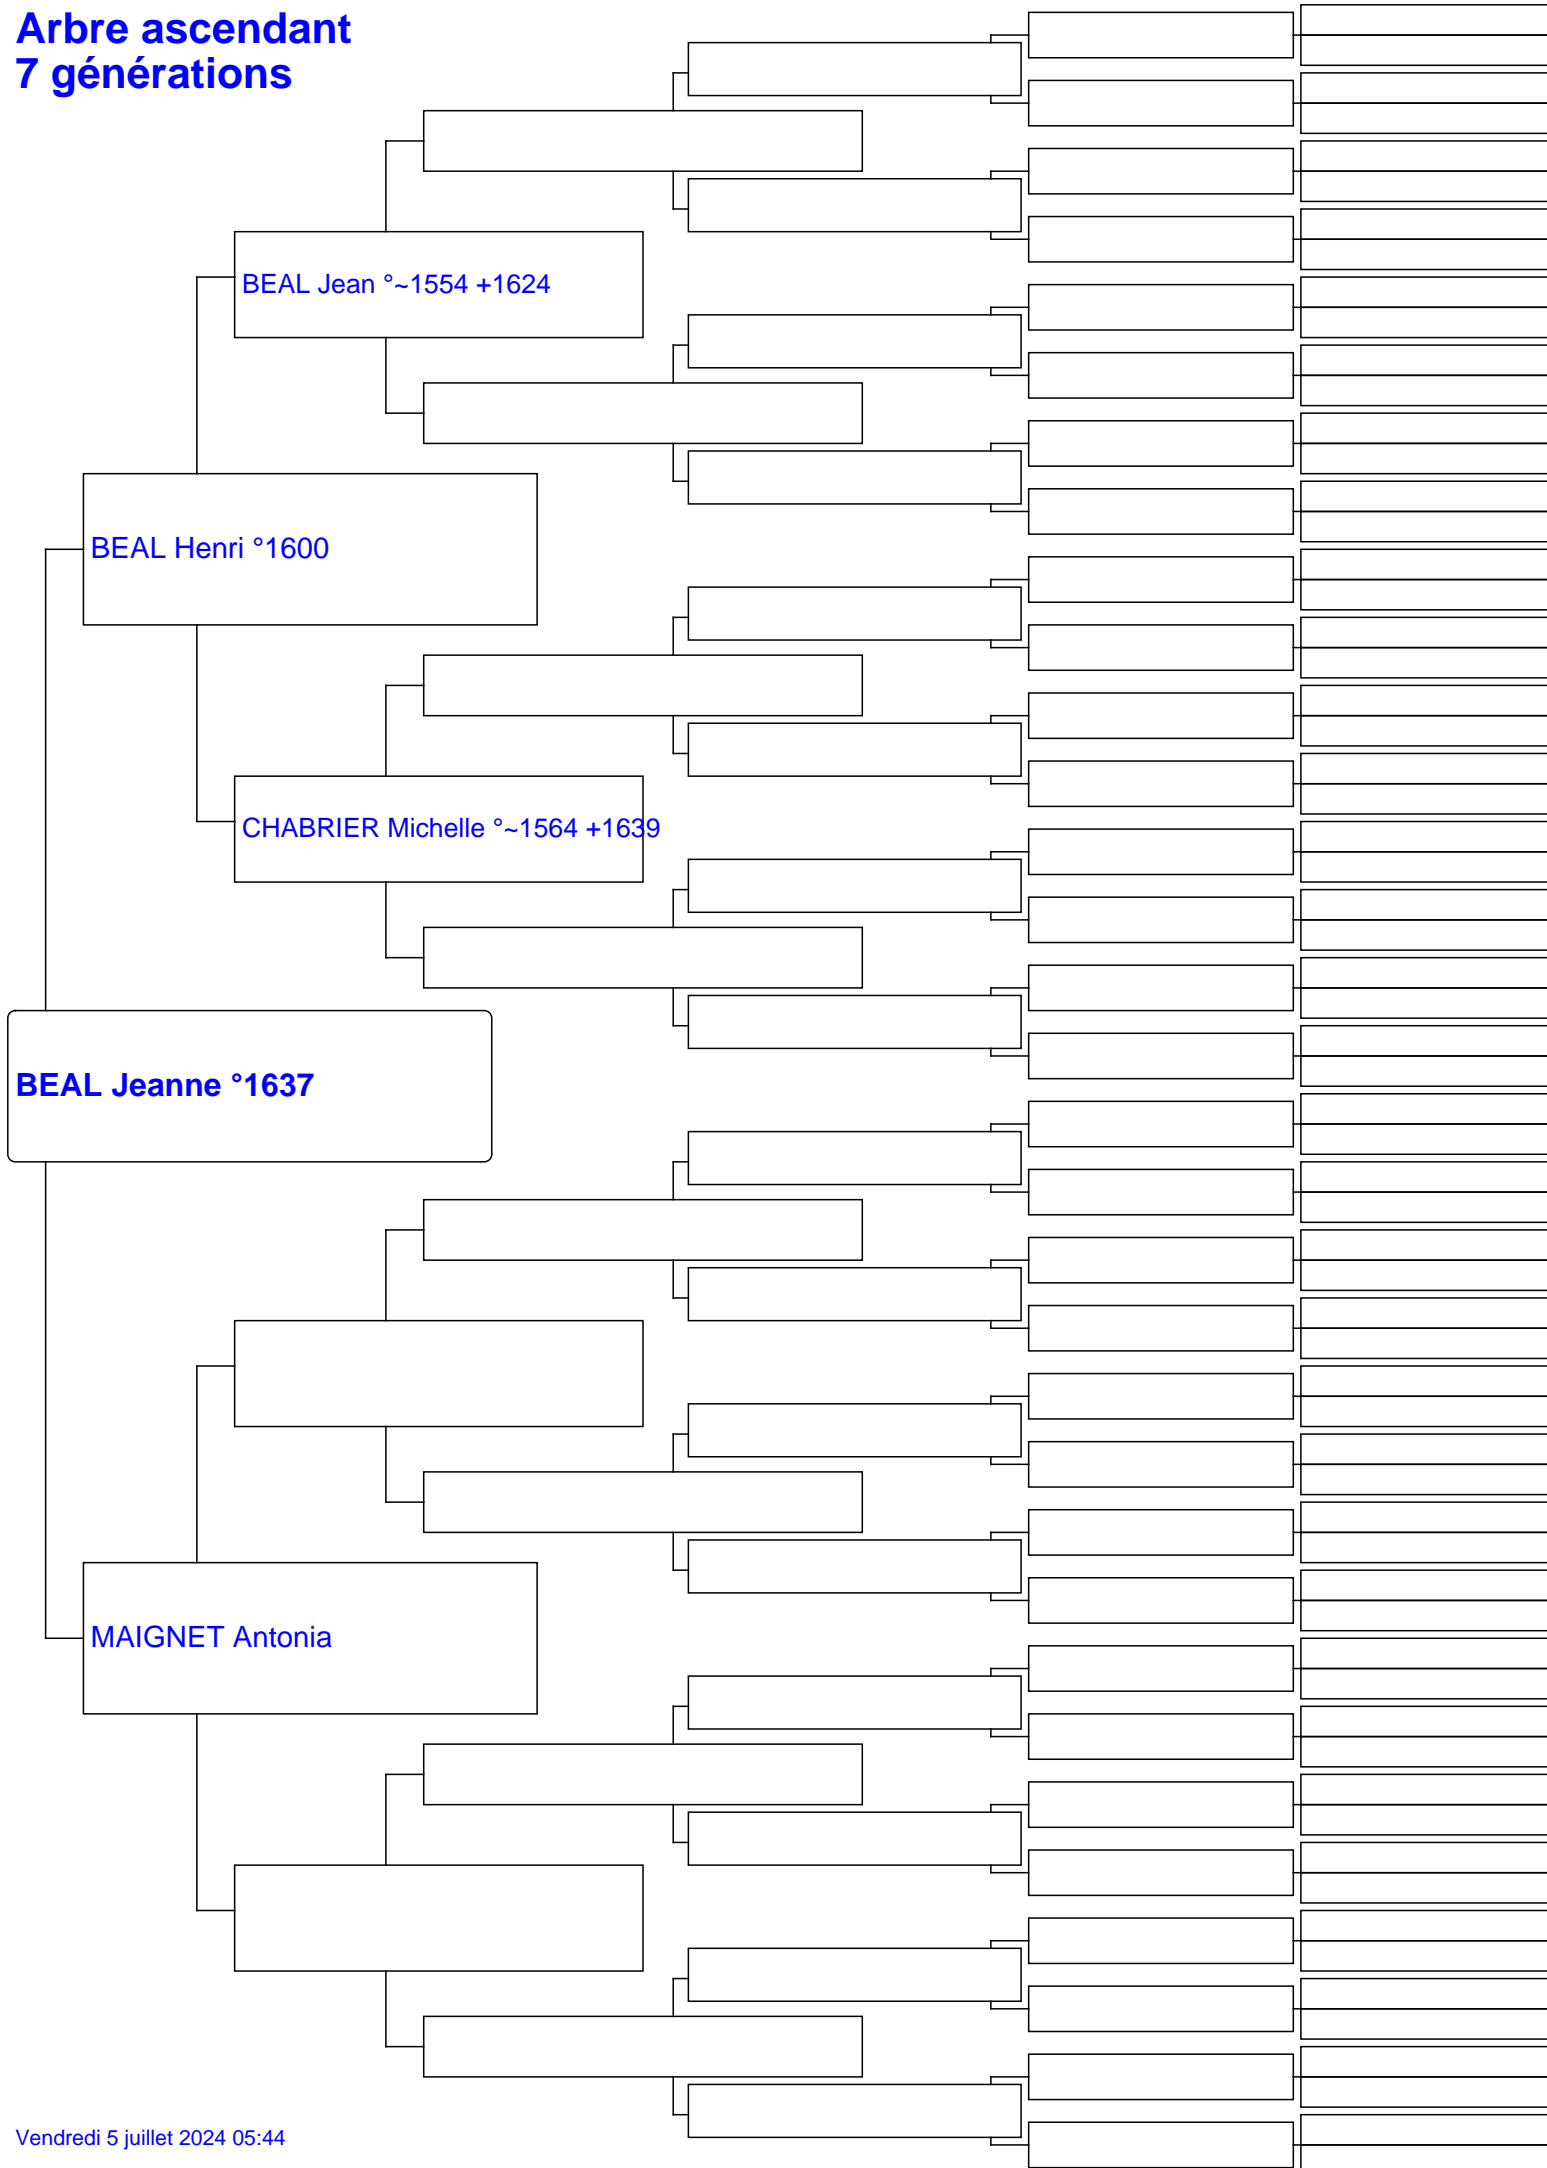 Arbre ascendant
7 générations
BEAL Jean °~1554 +1624
BEAL Henri °1600
CHABRIER Michelle °~1564 +1639
BEAL Jeanne °1637
MAIGNET Antonia
Vendredi 5 juillet 2024 05:44